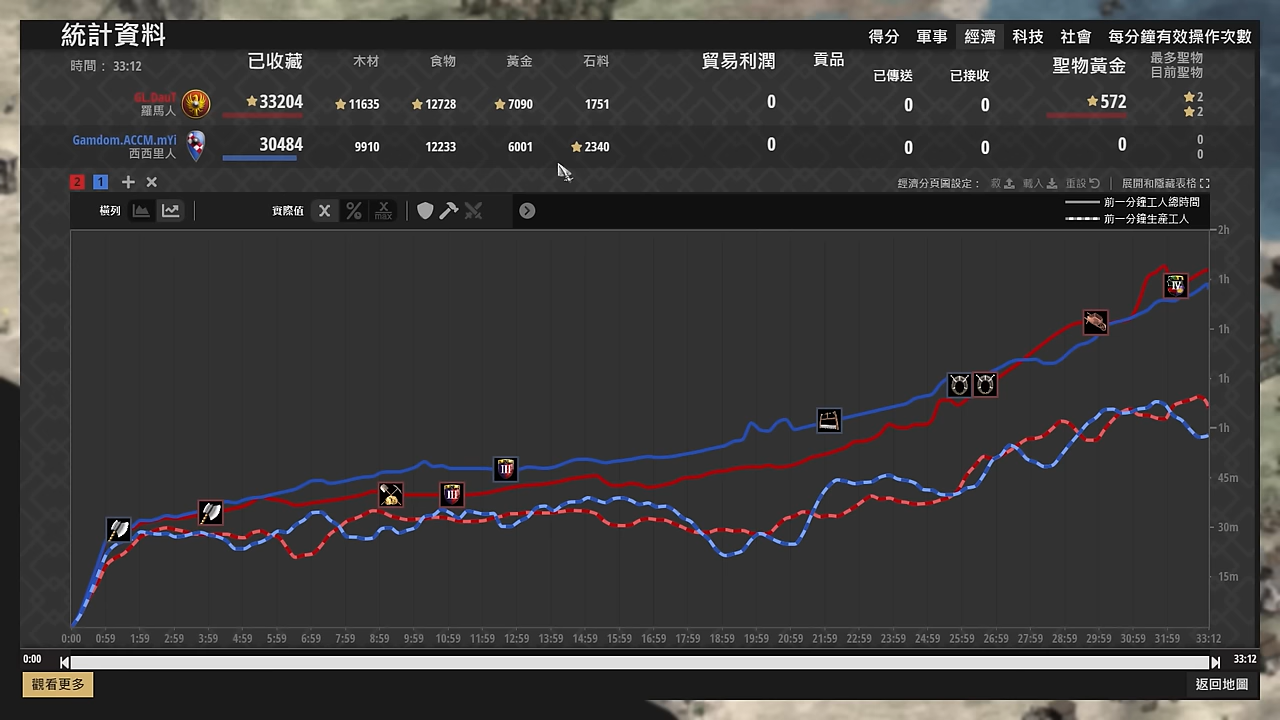 統計資料
得分 軍事 經濟 科技 社會 每分鐘有效操作次數
時間： 33:12 已收藏 木材 食物 黃金 石料 貿易利潤 貢品 已傳送 已接收 聖物黃金 最多聖物 目前聖物
GL.DauT 羅馬人 33204 11635 12728 7090 1751 0 0 0 572 2 2
Gamdom.ACCM.mYi 西西里人 30484 9910 12233 6001 2340 0 0 0 0 0 0
2 1 經濟分頁圖設定： 載入 重設 展開和隱藏表格
橫列 實際值 X % X max
前一分鐘工人總時間
前一分鐘生產工人
2h
1h
1h
1h
1h
45m
30m
15m
III
III
IV
0:00 0:59 1:59 2:59 3:59 4:59 5:59 6:59 7:59 8:59 9:59 10:59 11:59 12:59 13:59 14:59 15:59 16:59 17:59 18:59 19:59 20:59 21:59 22:59 23:59 24:59 25:59 26:59 27:59 28:59 29:59 30:59 31:59 33:12
0:00 33:12
觀看更多 返回地圖